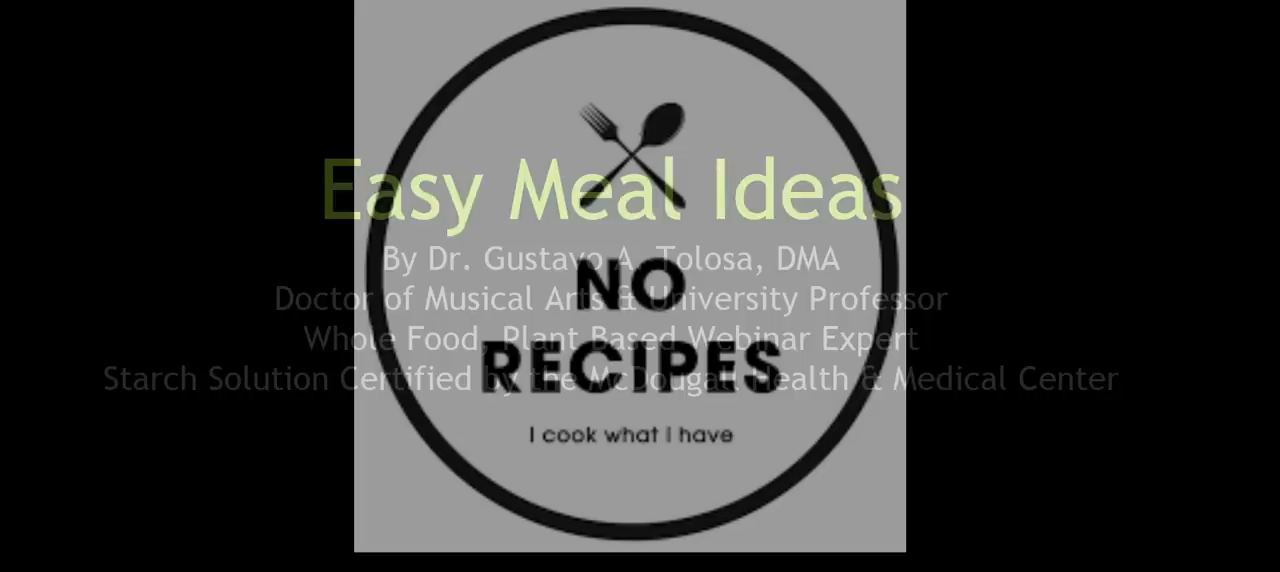 Easy Meal Ideas
By Dr. Gustavo A. Tolosa, DMA
Doctor of Musical Arts & University Professor
Whole Food, Plant Based Webinar Expert
Starch Solution Certified by the McDougall Health & Medical Center
NO
RECIPES
I cook what I have